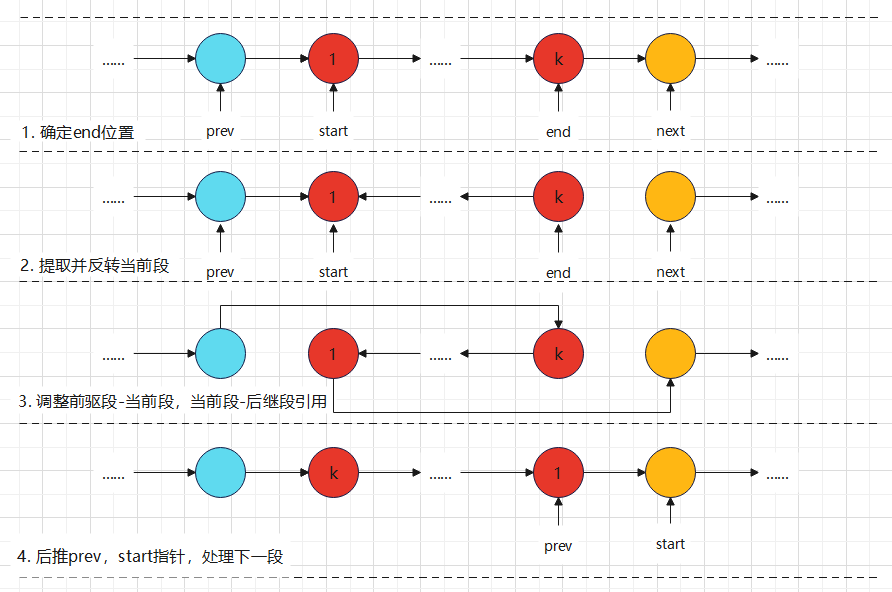 ...... 1 ...... k ......
prev start end next
1. 确定end位置
...... 1 ...... k ......
prev start end next
2. 提取并反转当前段
...... 1 ...... k ......
3. 调整前驱段-当前段，当前段-后继段引用
...... k ...... 1 ......
prev start
4. 后推prev，start指针，处理下一段